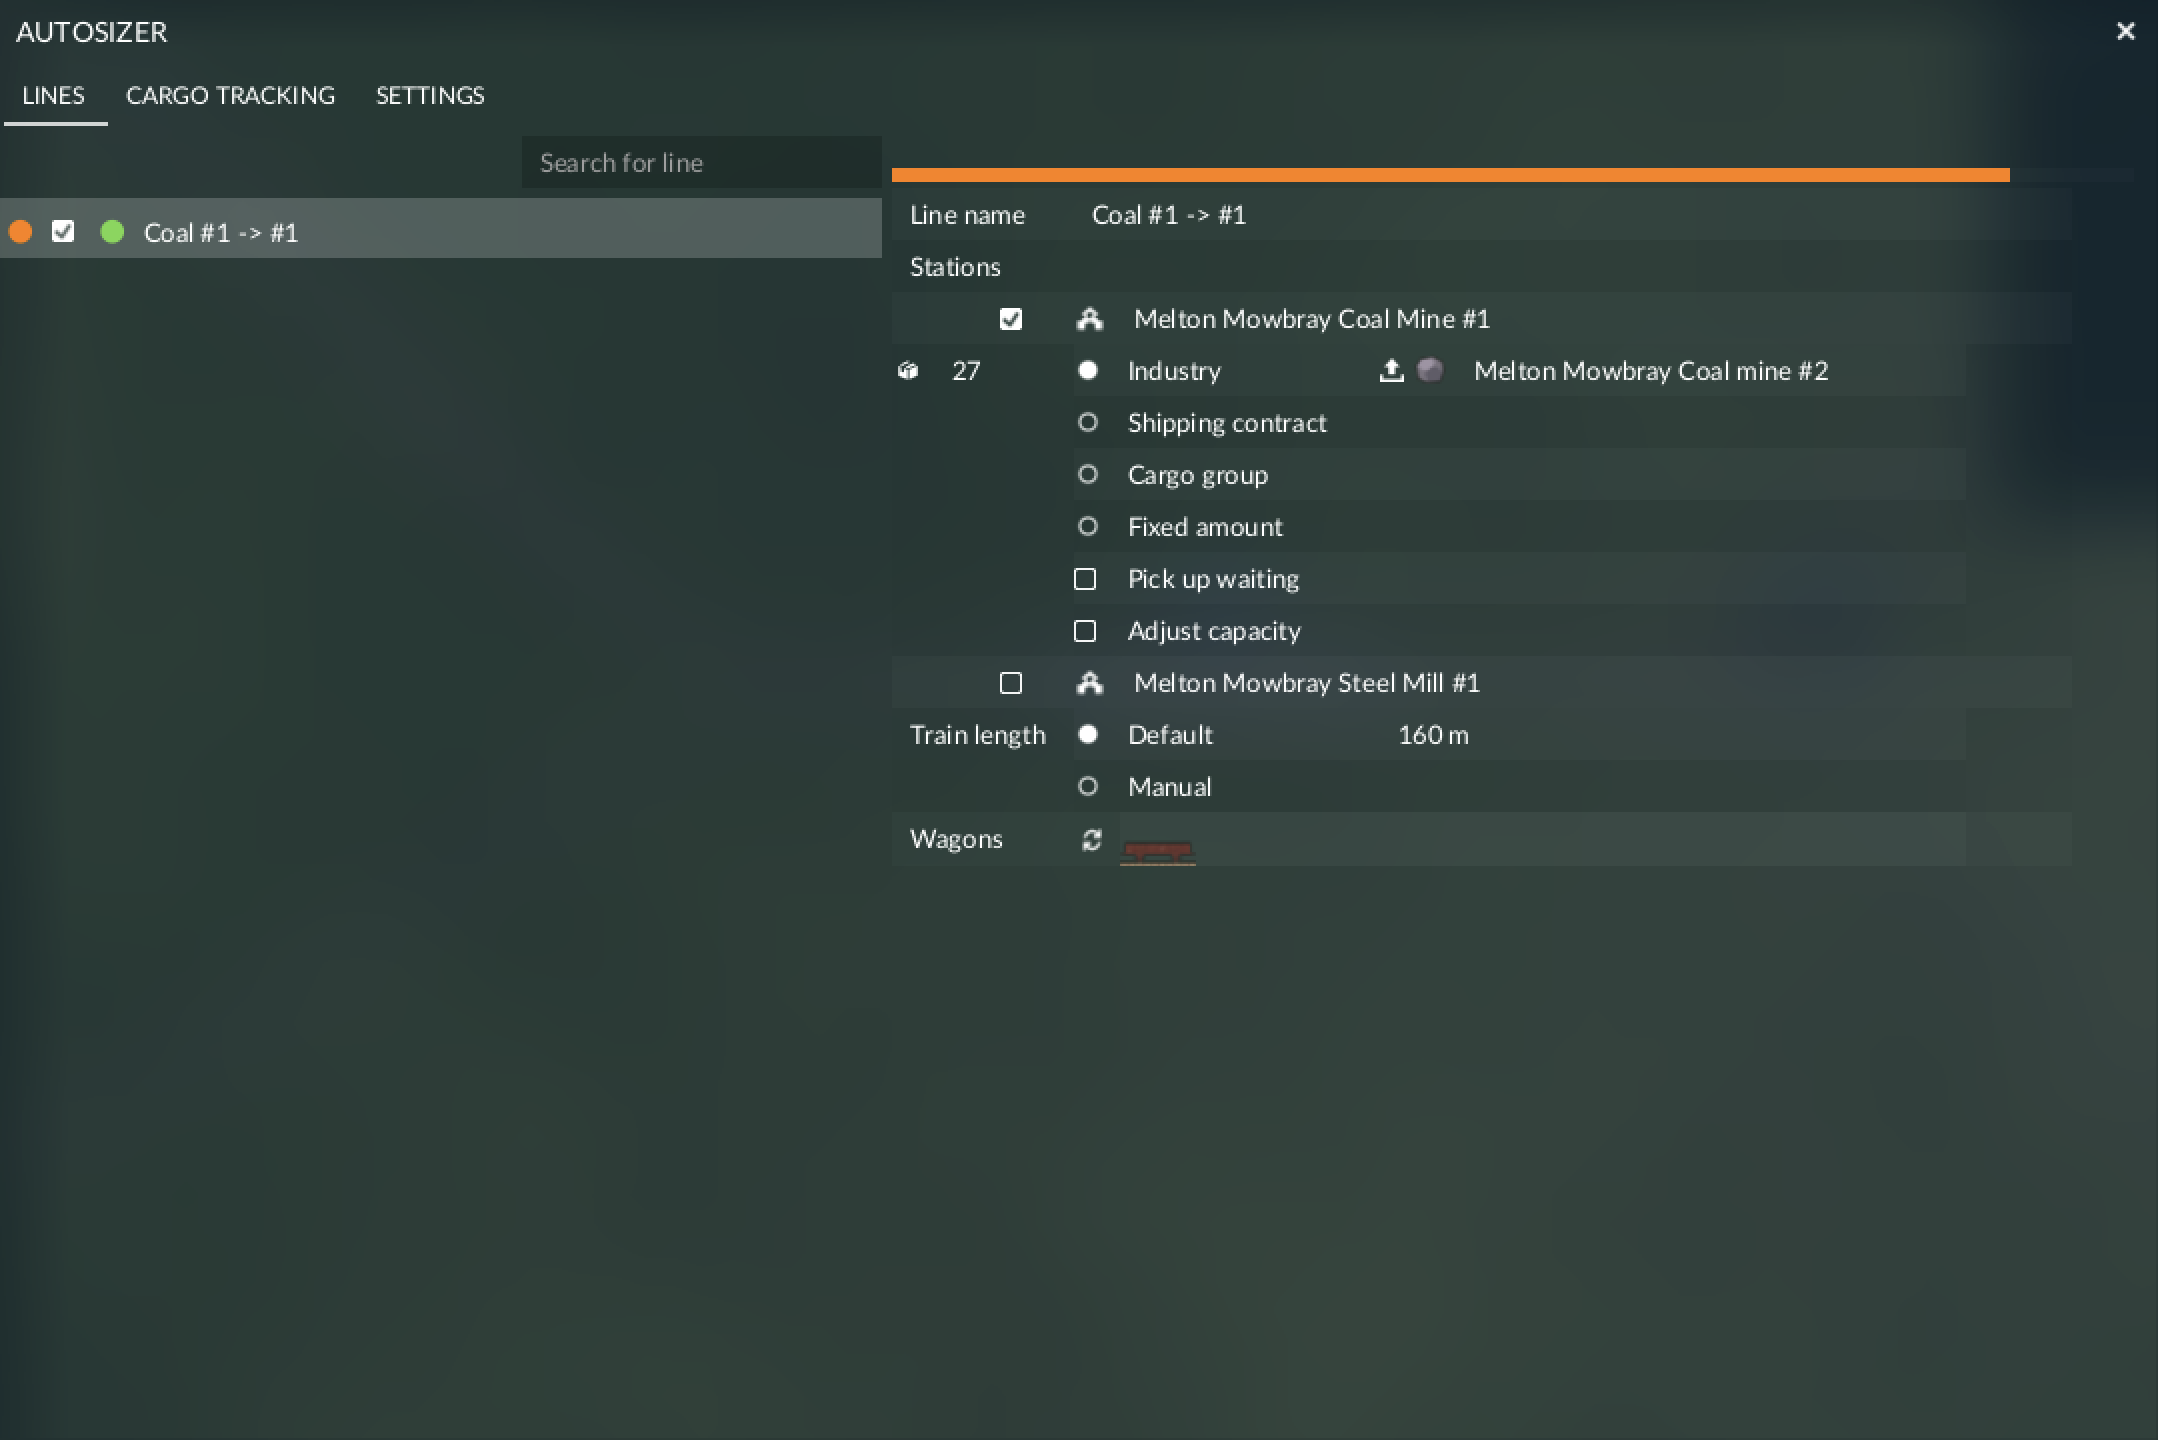 AUTOSIZER
LINES CARGO TRACKING SETTINGS
Search for line
Coal #1 -> #1
Line name Coal #1 -> #1
Stations
Melton Mowbray Coal Mine #1
27 Industry Melton Mowbray Coal mine #2
Shipping contract
Cargo group
Fixed amount
Pick up waiting
Adjust capacity
Melton Mowbray Steel Mill #1
Train length Default 160 m
Manual
Wagons